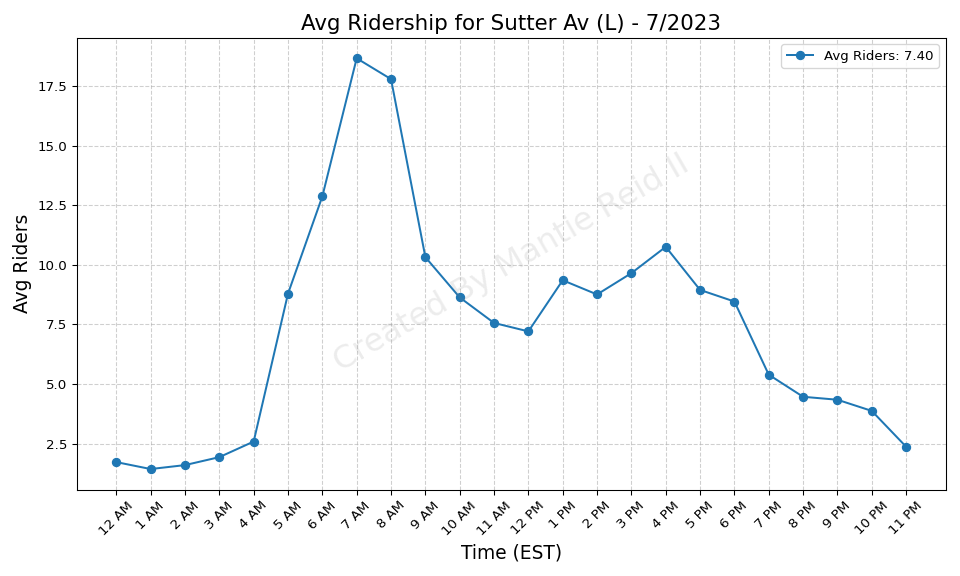 Avg Ridership for Sutter Av (L) - 7/2023
Avg Riders: 7.40
Avg Riders
17.5
15.0
12.5
10.0
7.5
5.0
2.5
Created By Mantie Reid II
12 AM
1 AM
2 AM
3 AM
4 AM
5 AM
6 AM
7 AM
8 AM
9 AM
10 AM
11 AM
12 PM
1 PM
2 PM
3 PM
4 PM
5 PM
6 PM
7 PM
8 PM
9 PM
10 PM
11 PM
Time (EST)